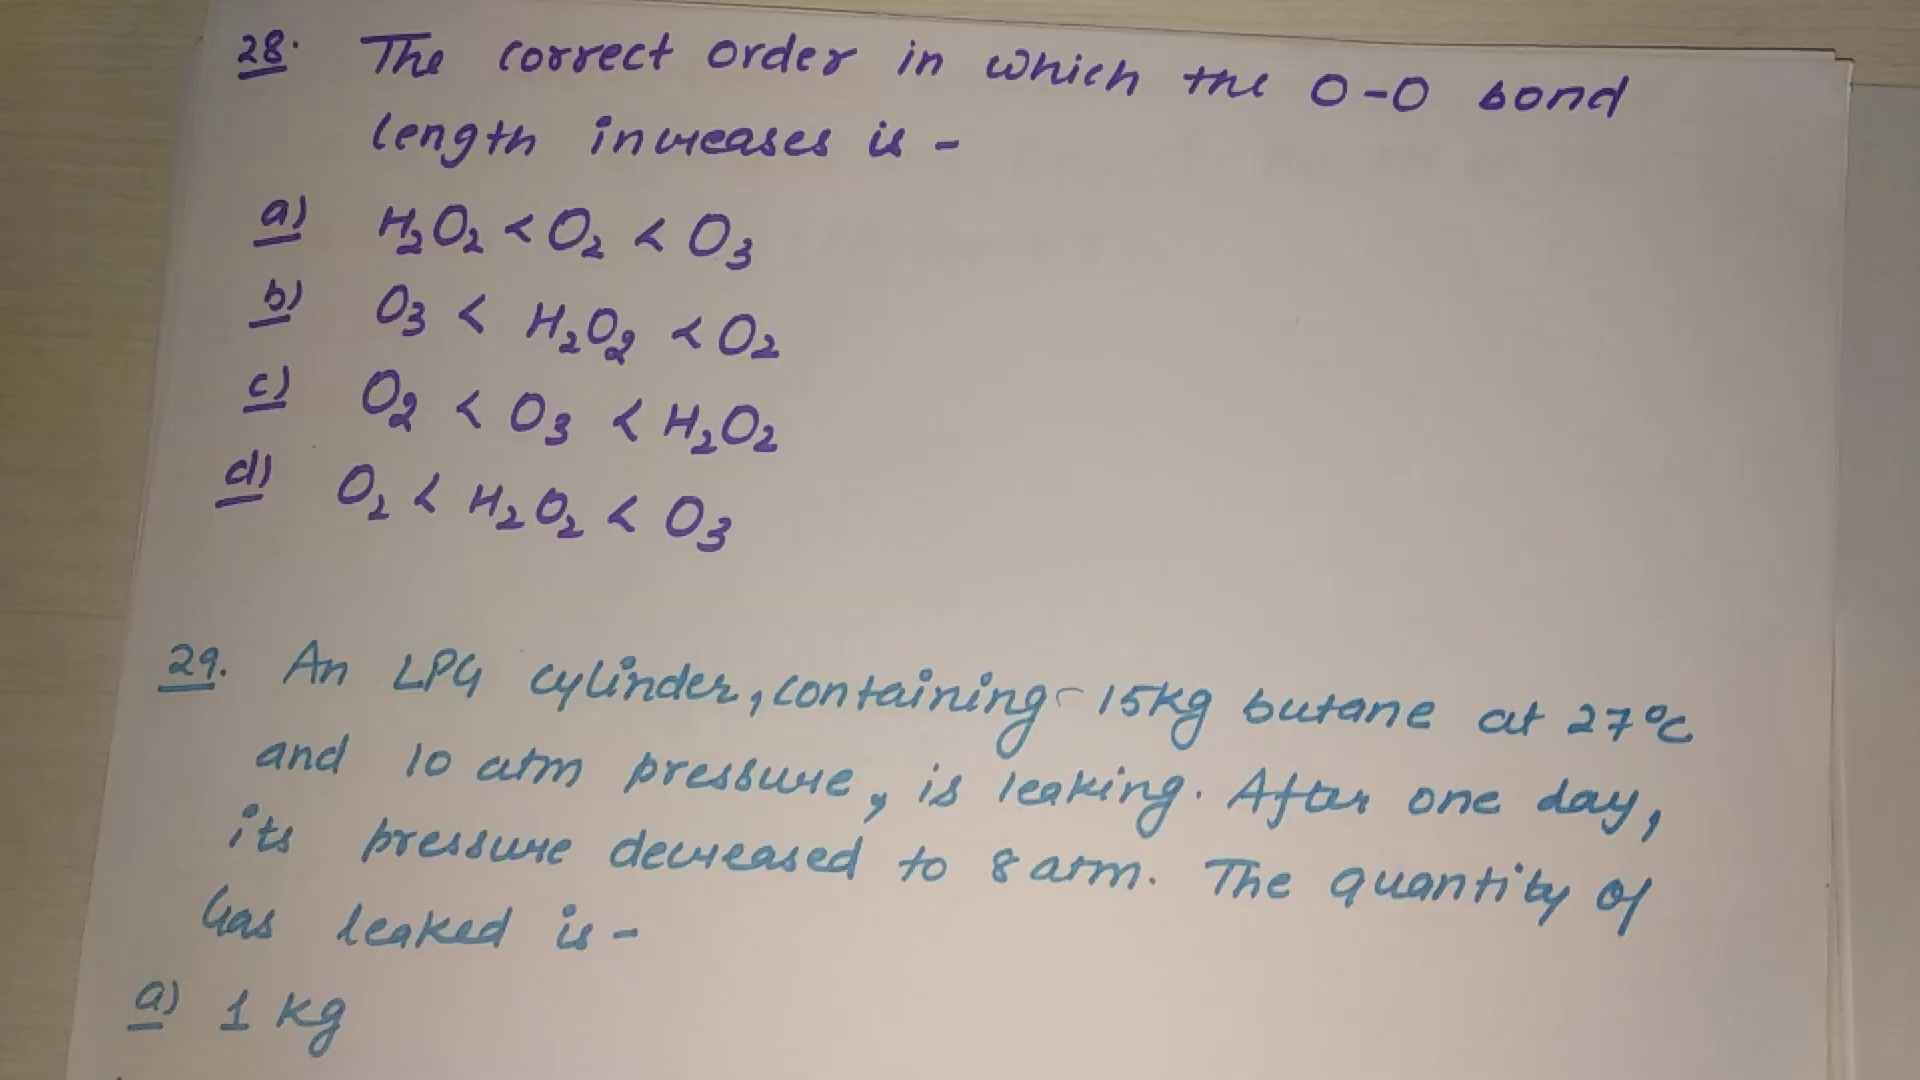 28. The correct order in which the O-O bond
length increases is -
a) H₂O₂ < O₂ < O₃
b) O₃ < H₂O₂ < O₂
c) O₂ < O₃ < H₂O₂
d) O₂ < H₂O₂ < O₃
29. An LPG cylinder, containing 15kg butane at 27°C
and 10 atm pressure, is leaking. After one day,
its pressure decreased to 8 atm. The quantity of
Gas leaked is -
a) 1 kg